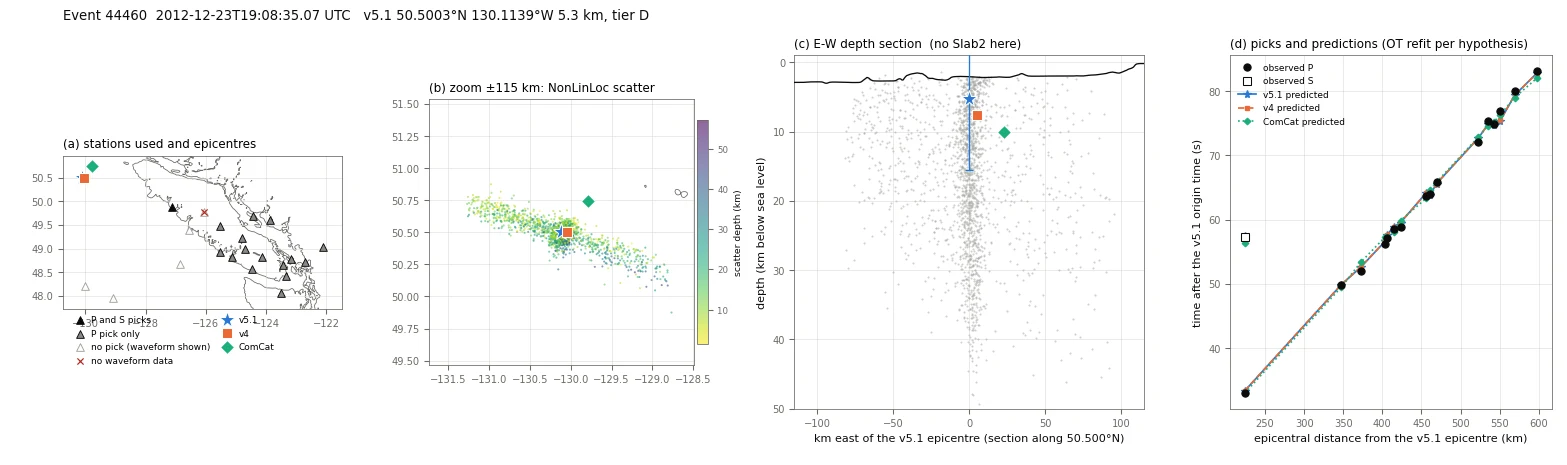 Event 44460  2012-12-23T19:08:35.07 UTC   v5.1 50.5003°N 130.1139°W 5.3 km, tier D
(a) stations used and epicentres
50.5
50.0
49.5
49.0
48.5
48.0
−130
−128
−126
−124
−122
P and S picks
P pick only
no pick (waveform shown)
no waveform data
v5.1
v4
ComCat
(b) zoom ±115 km: NonLinLoc scatter
51.50
51.25
51.00
50.75
50.50
50.25
50.00
49.75
49.50
−131.5
−131.0
−130.5
−130.0
−129.5
−129.0
−128.5
50
40
30
20
10
scatter depth (km)
(c) E-W depth section  (no Slab2 here)
0
10
20
30
40
50
depth (km below sea level)
−100
−50
0
50
100
km east of the v5.1 epicentre (section along 50.500°N)
(d) picks and predictions (OT refit per hypothesis)
observed P
observed S
v5.1 predicted
v4 predicted
ComCat predicted
80
70
60
50
40
time after the v5.1 origin time (s)
250
300
350
400
450
500
550
600
epicentral distance from the v5.1 epicentre (km)